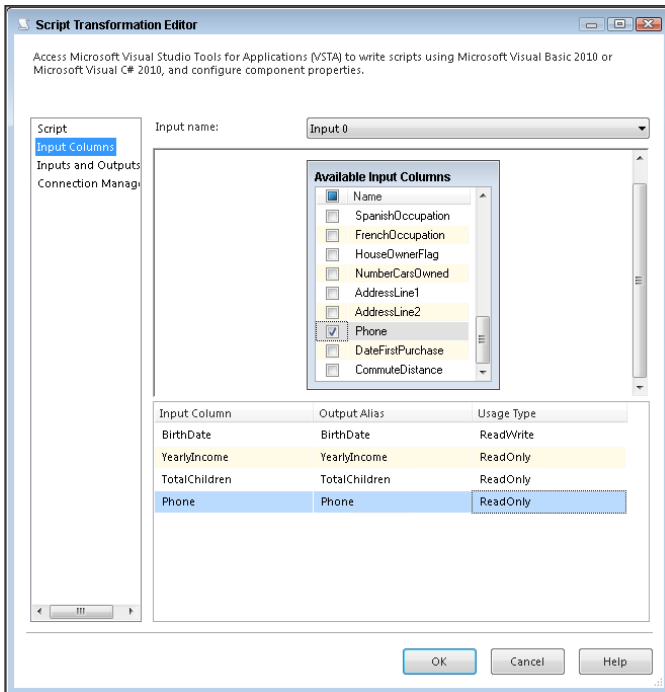 Script Transformation Editor
Access Microsoft Visual Studio Tools for Applications (VSTA) to write scripts using Microsoft Visual Basic 2010 or
Microsoft Visual C# 2010, and configure component properties.
Script
Input Columns
Inputs and Outputs
Connection Manag
Input name:
Input 0
Available Input Columns
Name
SpanishOccupation
FrenchOccupation
HouseOwnerFlag
NumberCarsOwned
AddressLine1
AddressLine2
Phone
DateFirstPurchase
CommuteDistance
Input Column Output Alias Usage Type
BirthDate BirthDate ReadWrite
YearlyIncome YearlyIncome ReadOnly
TotalChildren TotalChildren ReadOnly
Phone Phone ReadOnly
OK Cancel Help